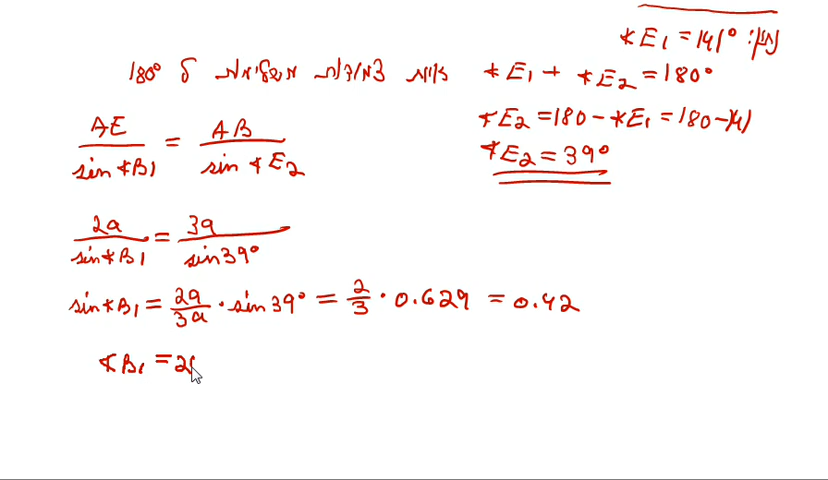 ∢E₁ = 141° נתון:
∢E₁ + ∢E₂ = 180° זוויות צמודות משלימות ל 180°
∢E₂ = 180 - ∢E₁ = 180 - 141
∢E₂ = 39°
AE / sin∢B₁ = AB / sin∢E₂
2a / sin∢B₁ = 3a / sin39°
sin∢B₁ = 2a/3a · sin39° = 2/3 · 0.629 = 0.42
∢B₁ = 2